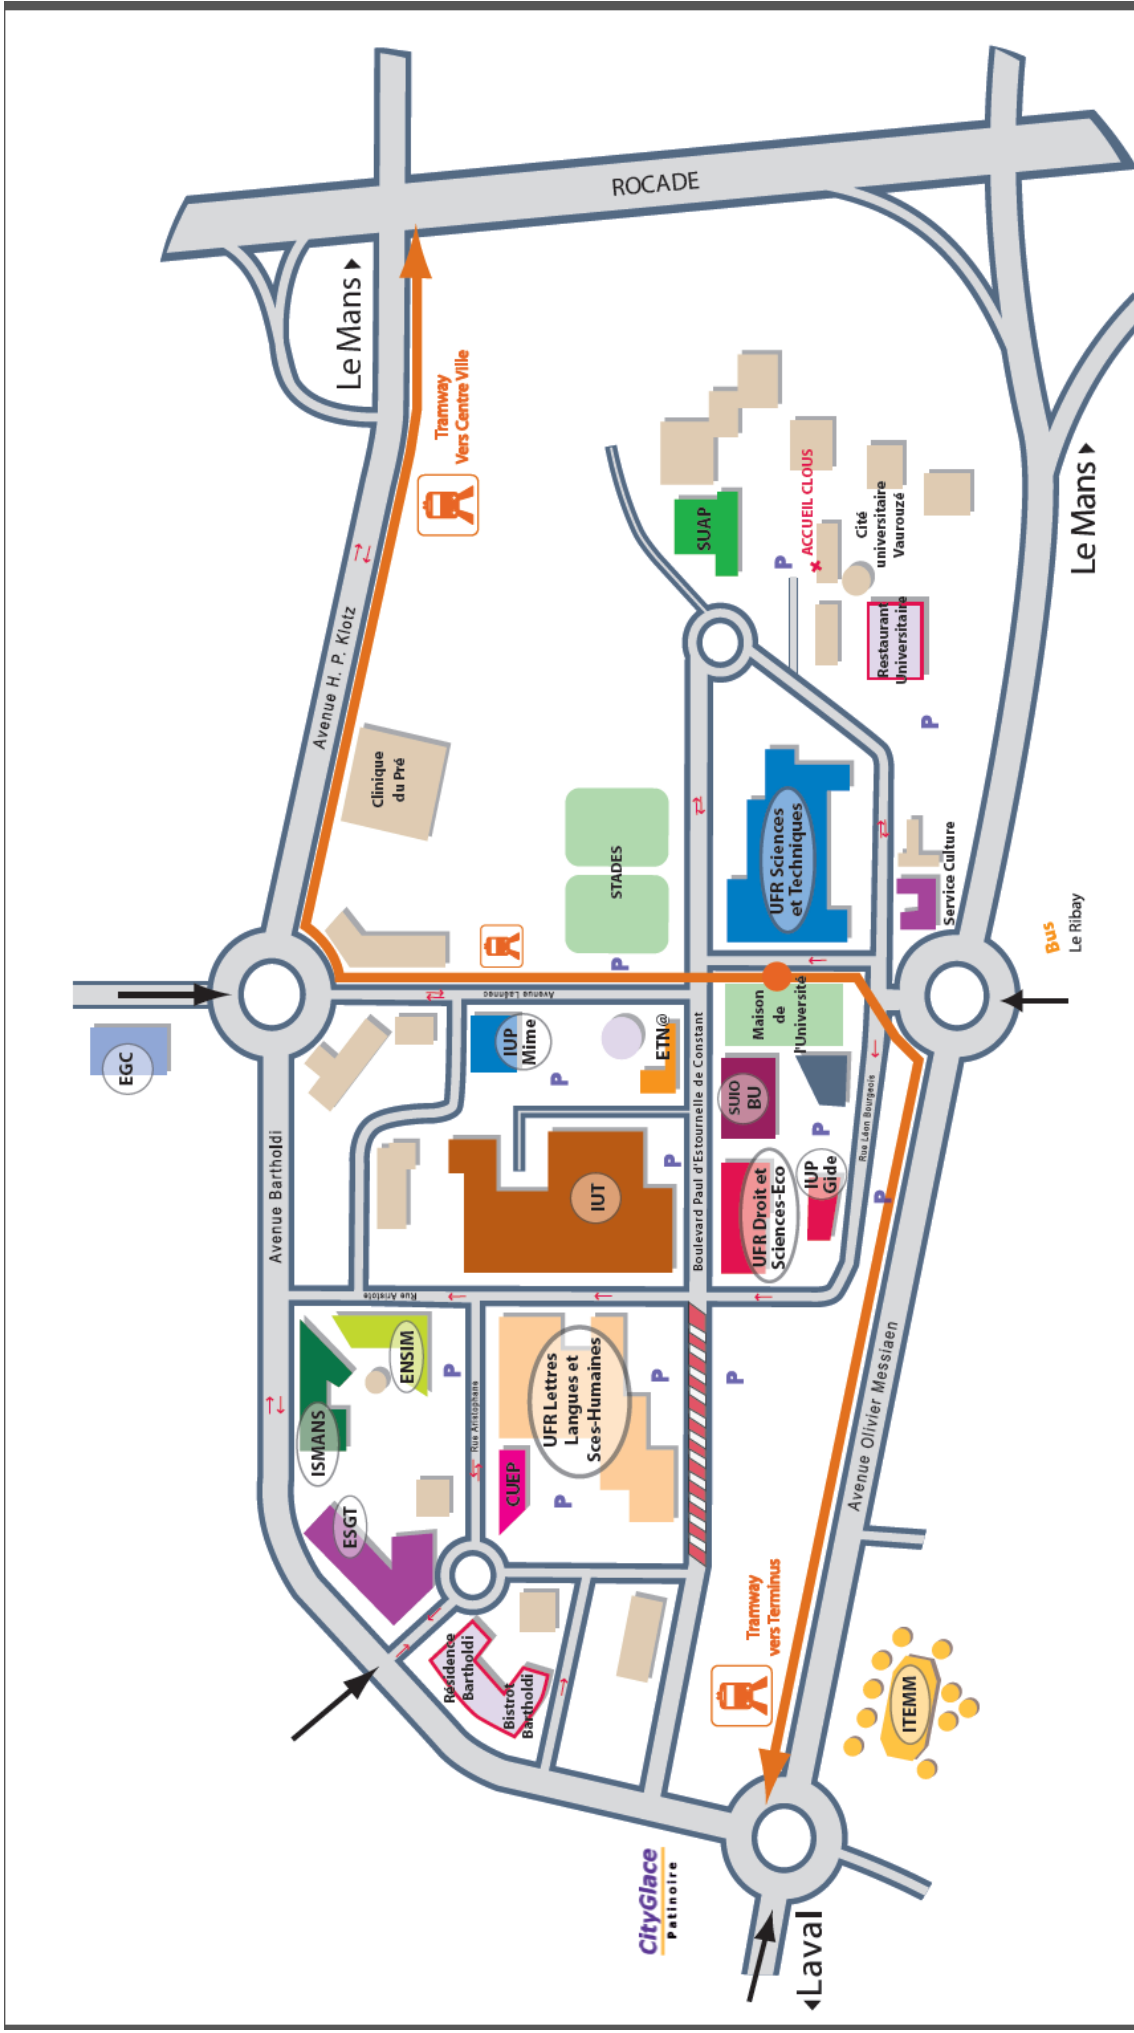 ROCADE
Le Mans
Tramway
Vers Centre Ville
Avenue H. P. Klotz
Clinique
du Pré
STADES
SUAP
P
ACCUEIL CLOUS
Cité
universitaire
Vaurouzé
Restaurant
Universitaire
P
Le Mans
UFR Sciences
et Techniques
Service Culture
Bus
Le Ribay
EGC
Avenue Bartholdi
Avenue Laënnec
P
IUP
Mime
P
ETN@
Maison
de
l'Université
Boulevard Paul d'Estournelle de Constant
SUIO
BU
P
Rue Léon Bourgeois
IUT
P
UFR Droit et
Sciences-Eco
IUP
Gide
P
Rue Aristote
ISMANS
ENSIM
P
Rue Aristophane
UFR Lettres
Langues et
Sces-Humaines
P
P
CUEP
P
ESGT
Avenue Olivier Messiaen
Résidence
Bartholdi
Bistrot
Bartholdi
Tramway
vers Terminus
ITEMM
CityGlace
Patinoire
Laval